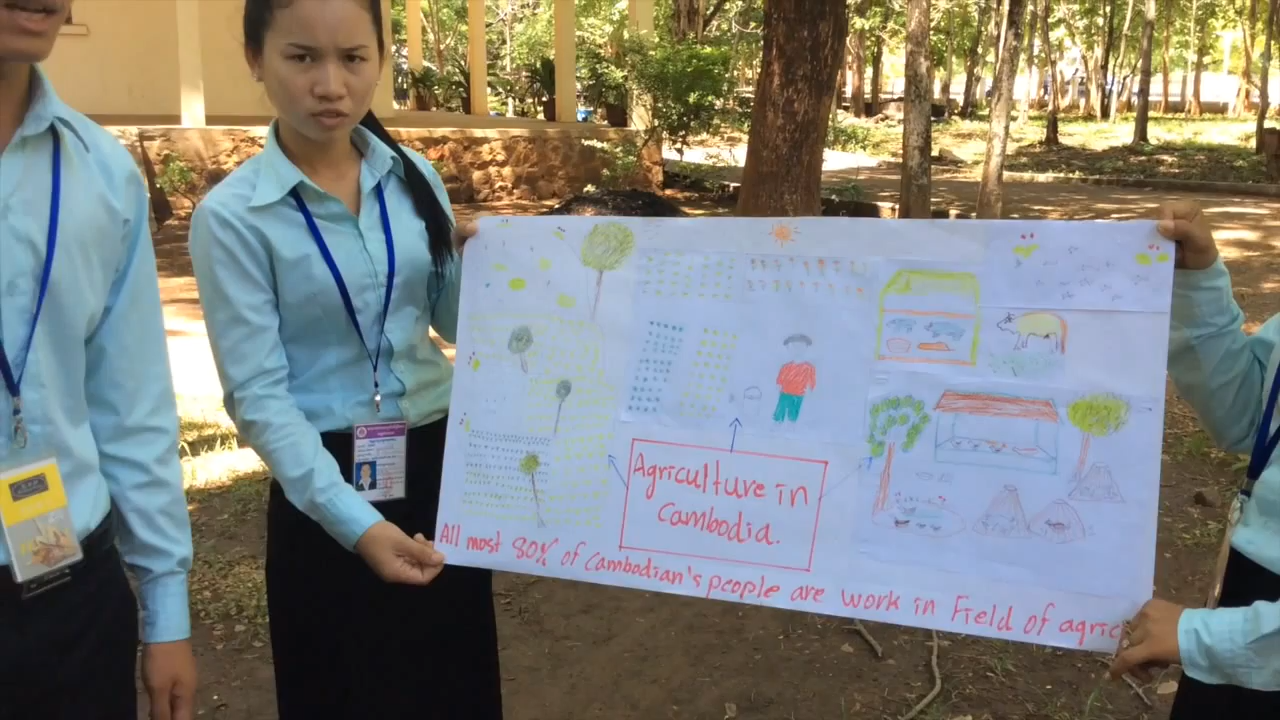 Agriculture in
Cambodia.
All most 80% of Cambodian's people are work in Field of agric